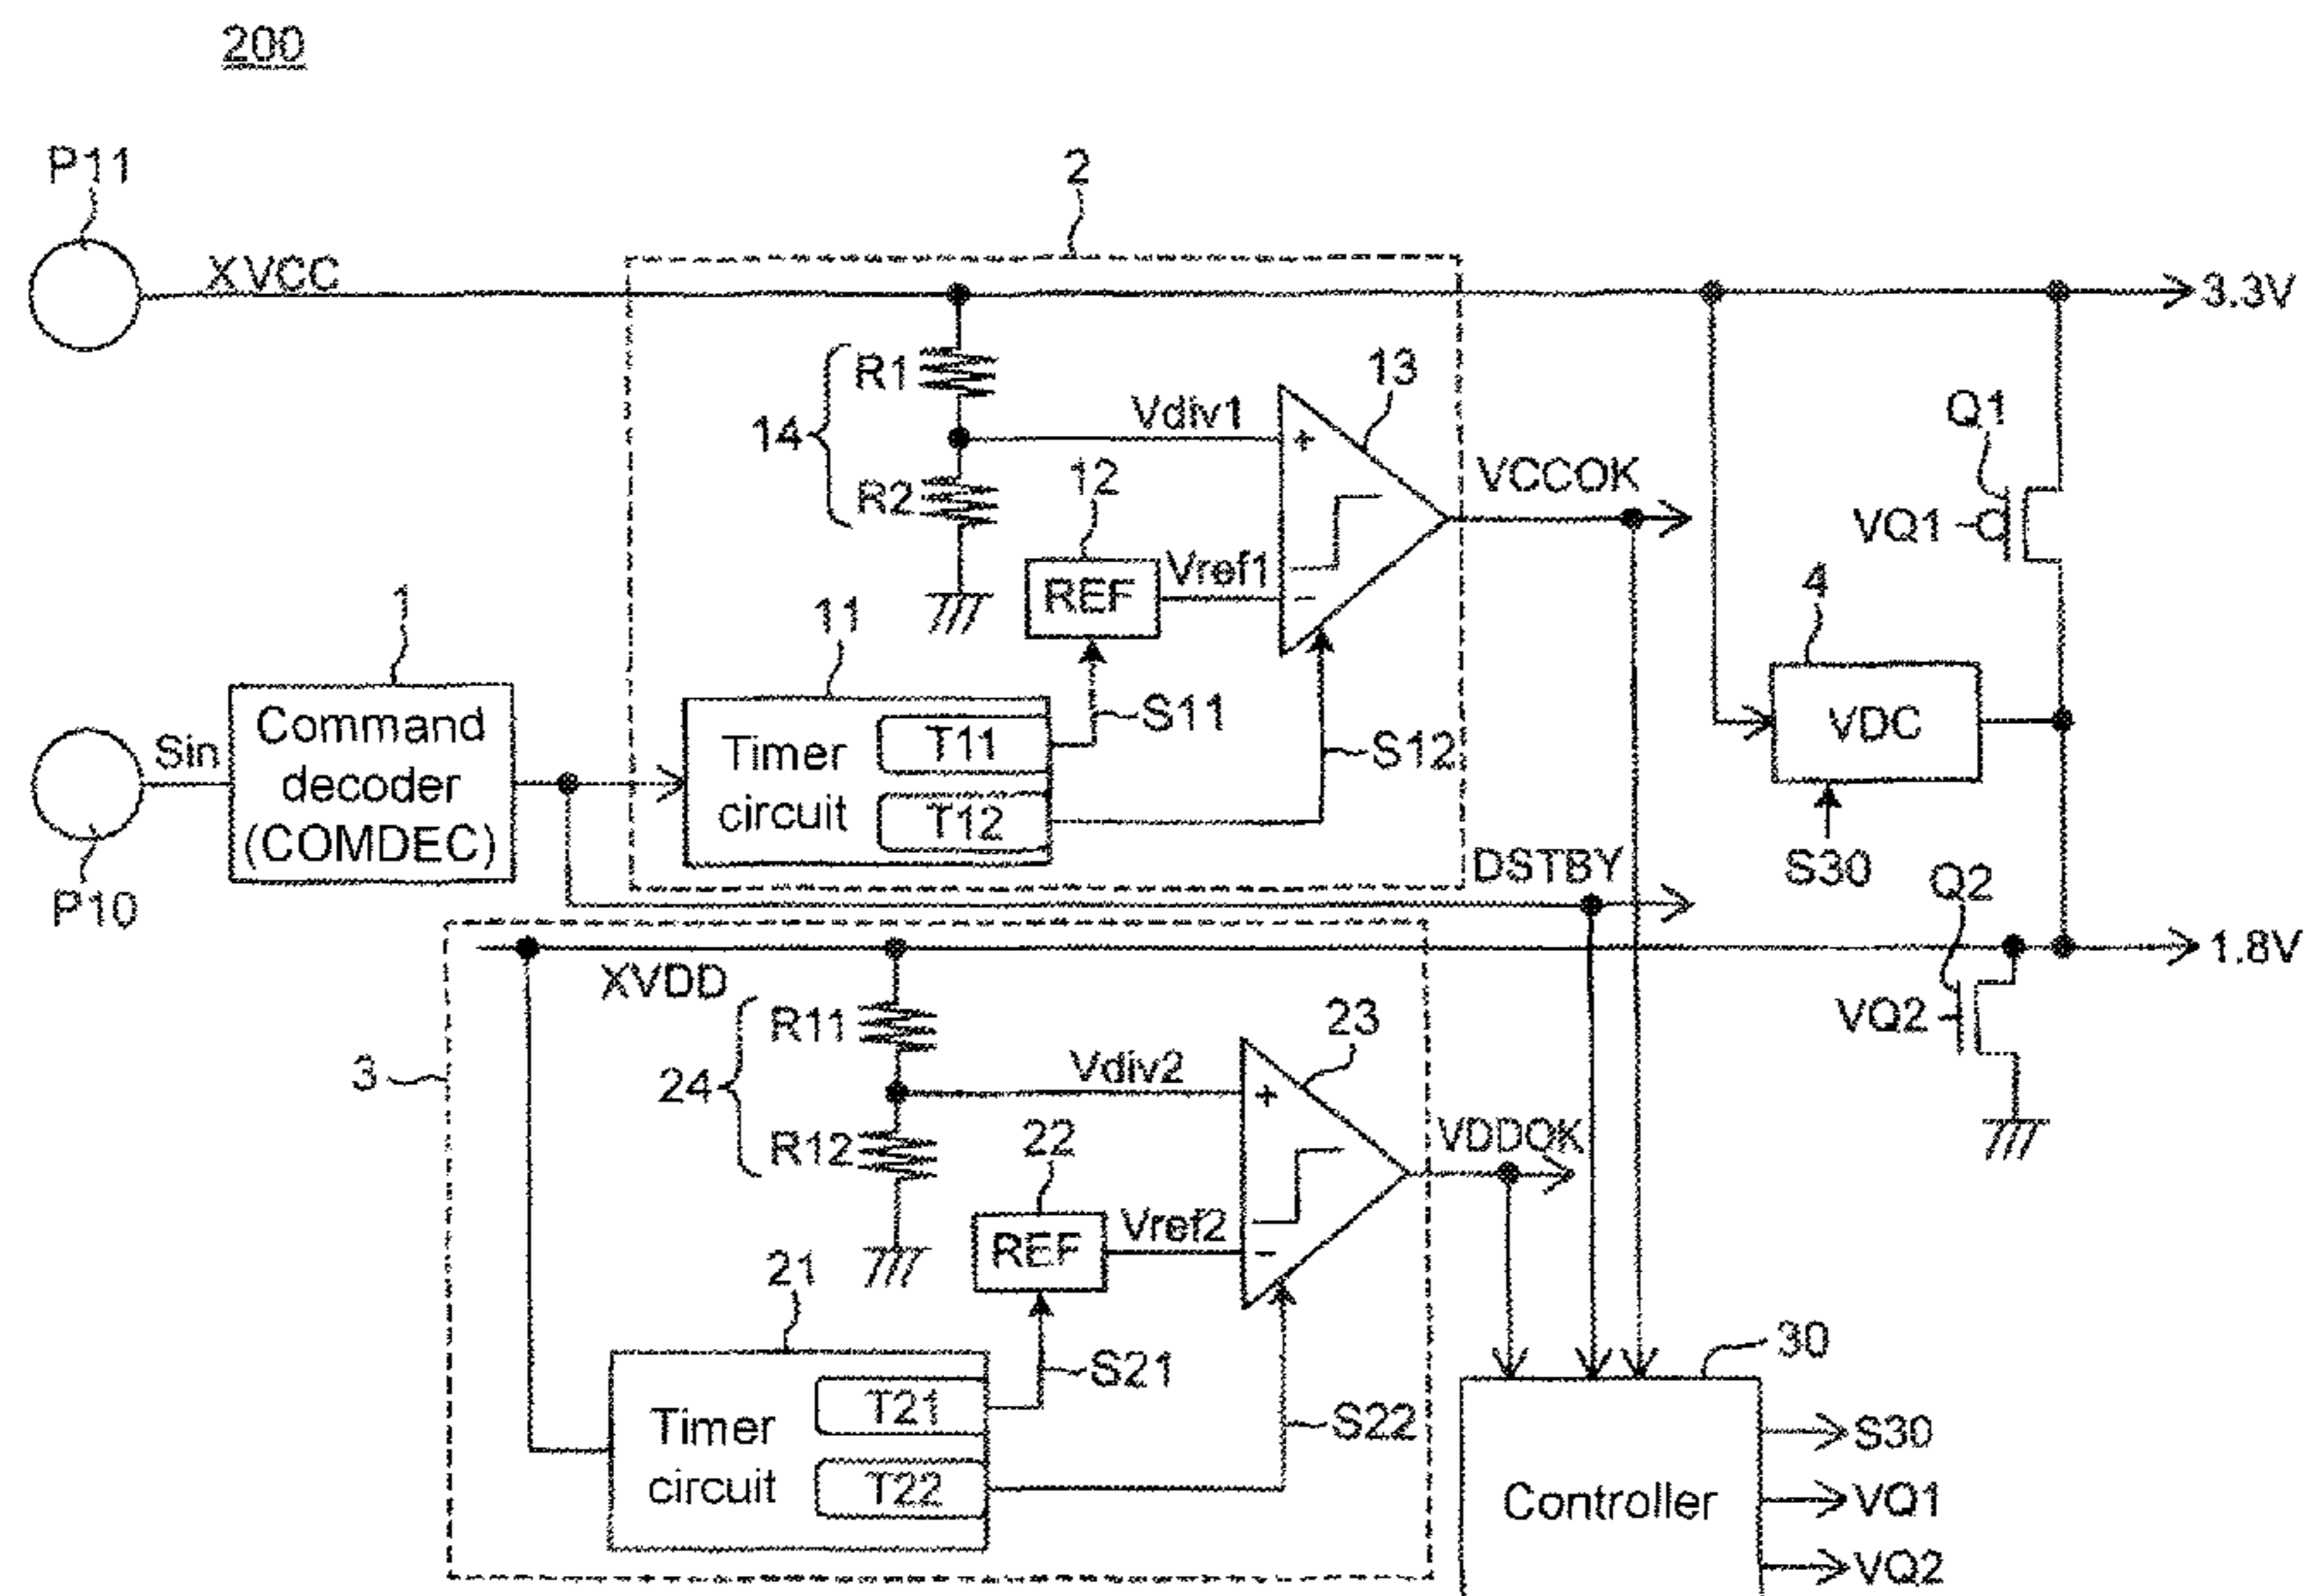 200
P11
XVCC
2
3.3V
R1
14
R2
Vdiv1
13
Q1
12
VCCOK
VQ1
REF
Vref1
4
1
11
VDC
Command
decoder
(COMDEC)
Sin
P10
Timer
circuit
T11
T12
S11
S12
S30
DSTBY
Q2
XVDD
1.8V
R11
24
R12
Vdiv2
23
VQ2
3
22
VDDOK
REF
Vref2
21
Timer
circuit
T21
T22
S21
S22
30
Controller
S30
VQ1
VQ2